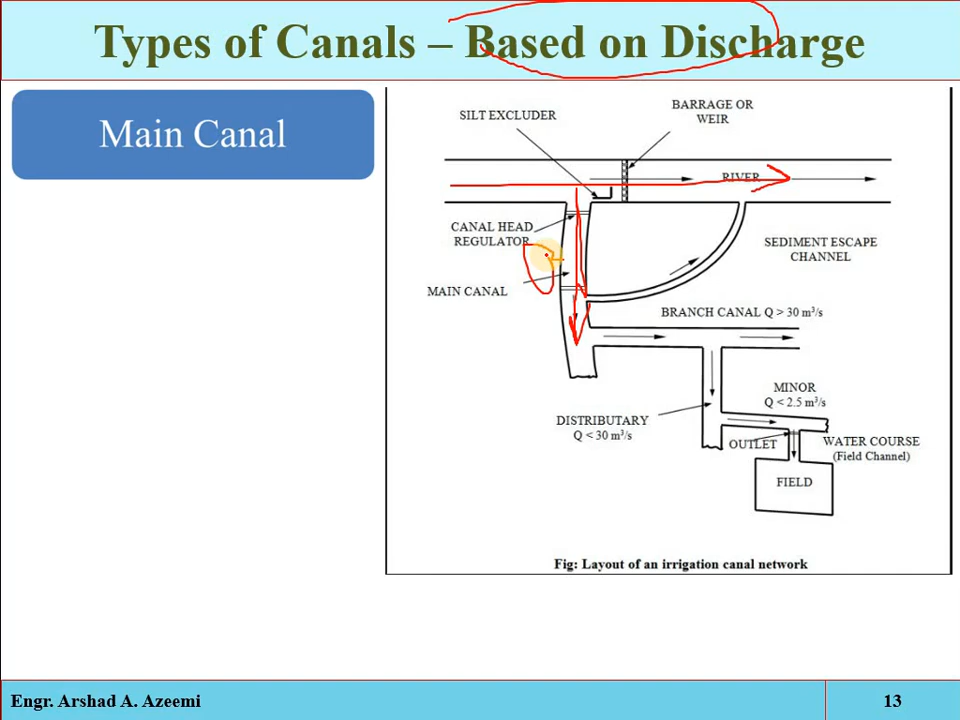 Types of Canals – Based on Discharge
Main Canal
SILT EXCLUDER
BARRAGE OR
WEIR
RIVER
CANAL HEAD
REGULATOR
SEDIMENT ESCAPE
CHANNEL
MAIN CANAL
BRANCH CANAL Q > 30 m³/s
MINOR
Q < 2.5 m³/s
DISTRIBUTARY
Q < 30 m³/s
OUTLET
WATER COURSE
(Field Channel)
FIELD
Fig: Layout of an irrigation canal network
Engr. Arshad A. Azeemi
13